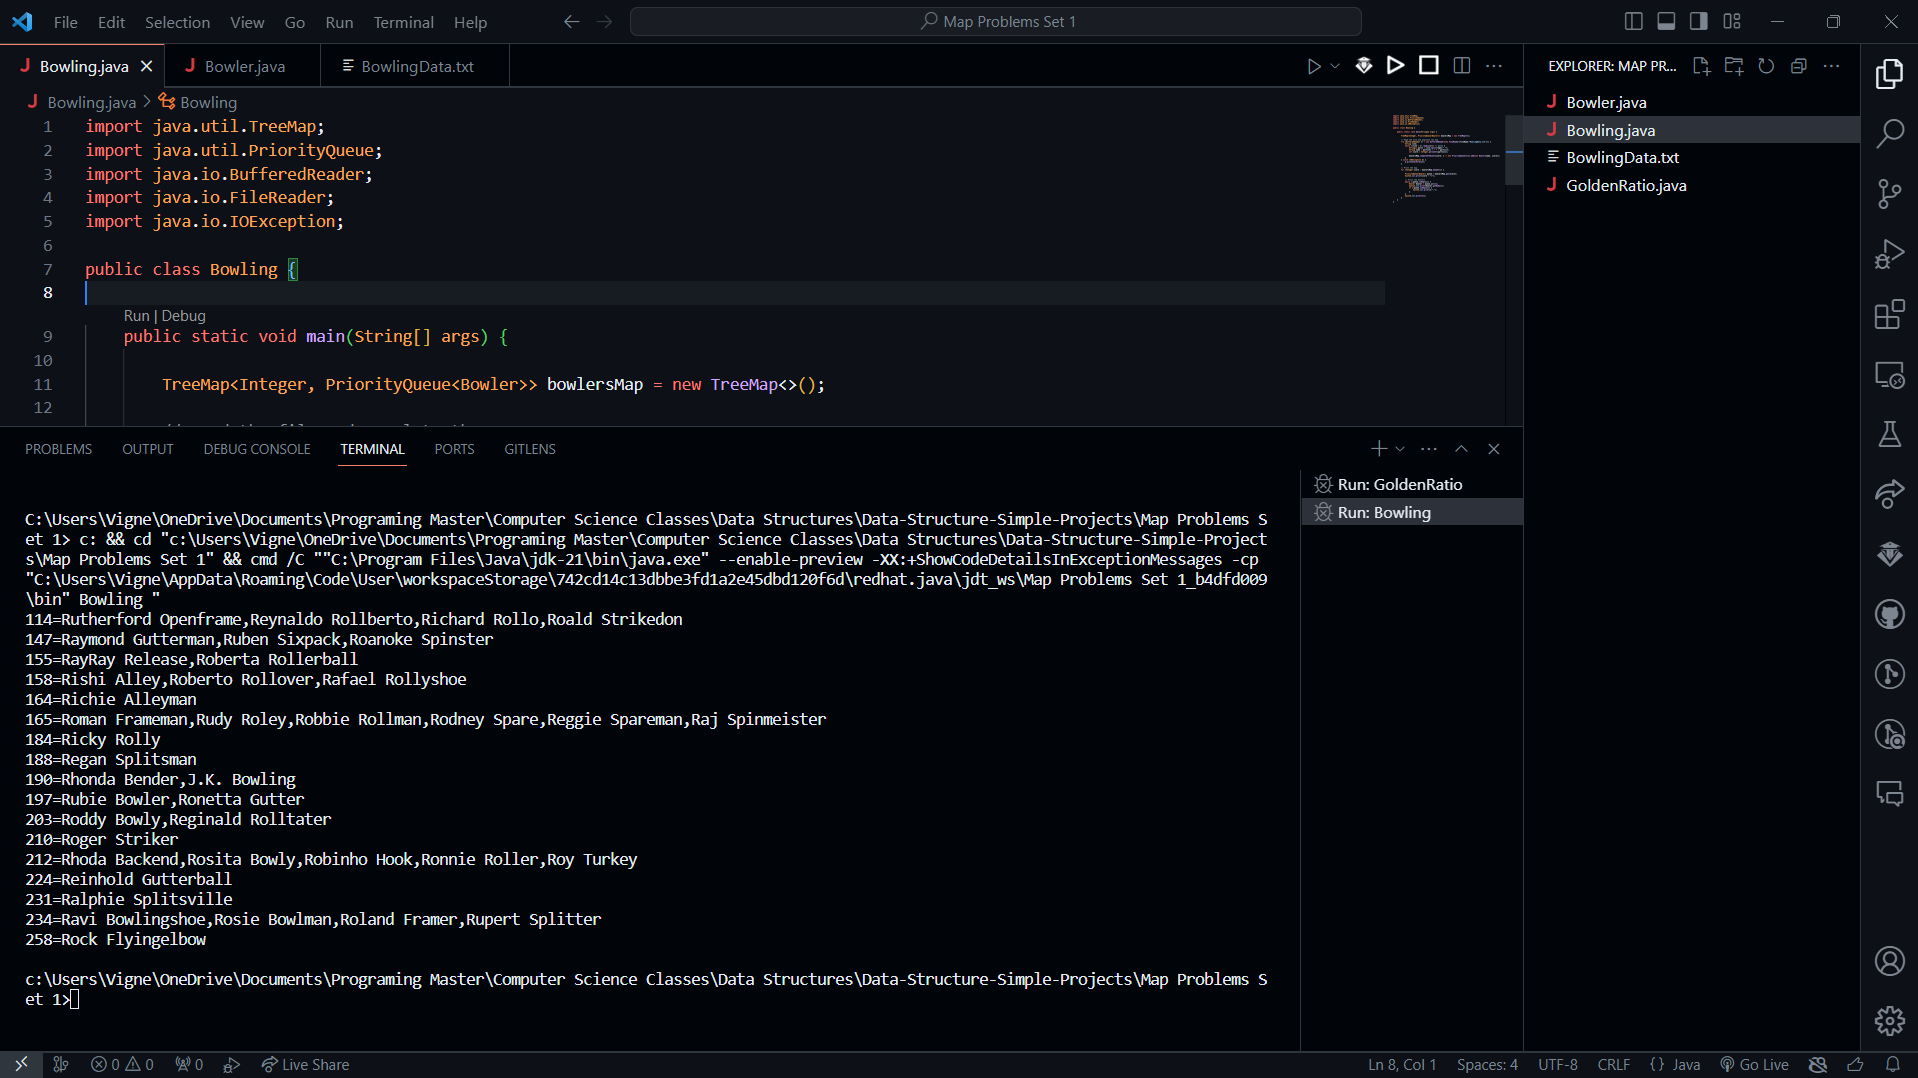 File Edit Selection View Go Run Terminal Help
Map Problems Set 1
Bowling.java
Bowler.java
BowlingData.txt
Bowling.java > Bowling
1 import java.util.TreeMap;
2 import java.util.PriorityQueue;
3 import java.io.BufferedReader;
4 import java.io.FileReader;
5 import java.io.IOException;
6
7 public class Bowling {
8
Run | Debug
9 public static void main(String[] args) {
10
11 TreeMap<Integer, PriorityQueue<Bowler>> bowlersMap = new TreeMap<>();
12
EXPLORER: MAP PR...
Bowler.java
Bowling.java
BowlingData.txt
GoldenRatio.java
PROBLEMS OUTPUT DEBUG CONSOLE TERMINAL PORTS GITLENS
Run: GoldenRatio
Run: Bowling
C:\Users\Vigne\OneDrive\Documents\Programing Master\Computer Science Classes\Data Structures\Data-Structure-Simple-Projects\Map Problems S
et 1> c: && cd "c:\Users\Vigne\OneDrive\Documents\Programing Master\Computer Science Classes\Data Structures\Data-Structure-Simple-Project
s\Map Problems Set 1" && cmd /C ""C:\Program Files\Java\jdk-21\bin\java.exe" --enable-preview -XX:+ShowCodeDetailsInExceptionMessages -cp
"C:\Users\Vigne\AppData\Roaming\Code\User\workspaceStorage\742cd14c13dbbe3fd1a2e45dbd120f6d\redhat.java\jdt_ws\Map Problems Set 1_b4dfd009
\bin" Bowling "
114=Rutherford Openframe,Reynaldo Rollberto,Richard Rollo,Roald Strikedon
147=Raymond Gutterman,Ruben Sixpack,Roanoke Spinster
155=RayRay Release,Roberta Rollerball
158=Rishi Alley,Roberto Rollover,Rafael Rollyshoe
164=Richie Alleyman
165=Roman Frameman,Rudy Roley,Robbie Rollman,Rodney Spare,Reggie Spareman,Raj Spinmeister
184=Ricky Rolly
188=Regan Splitsman
190=Rhonda Bender,J.K. Bowling
197=Rubie Bowler,Ronetta Gutter
203=Roddy Bowly,Reginald Rolltater
210=Roger Striker
212=Rhoda Backend,Rosita Bowly,Robinho Hook,Ronnie Roller,Roy Turkey
224=Reinhold Gutterball
231=Ralphie Splitsville
234=Ravi Bowlingshoe,Rosie Bowlman,Roland Framer,Rupert Splitter
258=Rock Flyingelbow
c:\Users\Vigne\OneDrive\Documents\Programing Master\Computer Science Classes\Data Structures\Data-Structure-Simple-Projects\Map Problems S
et 1>
0 0 0 Live Share Ln 8, Col 1 Spaces: 4 UTF-8 CRLF {} Java Go Live